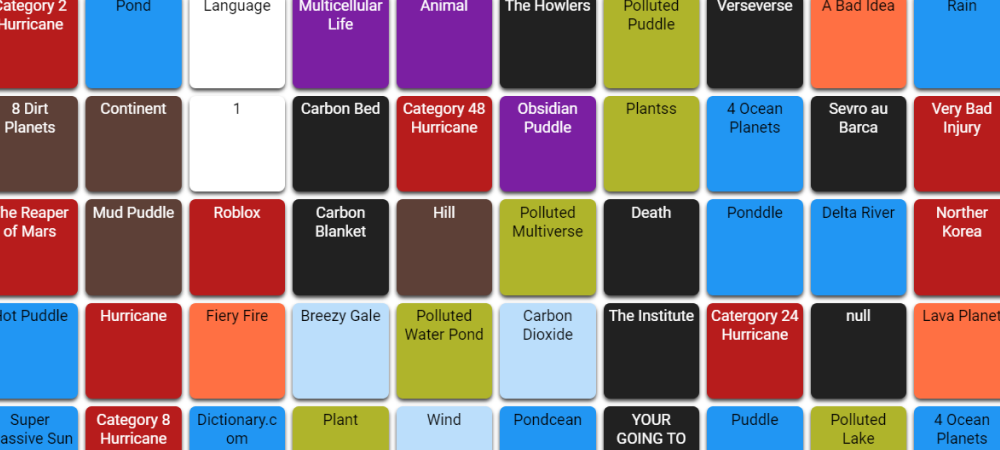 Category 2
Hurricane
Pond
Language
Multicellular
Life
Animal
The Howlers
Polluted
Puddle
Verseverse
A Bad Idea
Rain
8 Dirt
Planets
Continent
1
Carbon Bed
Category 48
Hurricane
Obsidian
Puddle
Plantss
4 Ocean
Planets
Sevro au
Barca
Very Bad
Injury
The Reaper
of Mars
Mud Puddle
Roblox
Carbon
Blanket
Hill
Polluted
Multiverse
Death
Ponddle
Delta River
Norther
Korea
Hot Puddle
Hurricane
Fiery Fire
Breezy Gale
Polluted
Water Pond
Carbon
Dioxide
The Institute
Catergory 24
Hurricane
null
Lava Planet
Super
Massive Sun
Category 8
Hurricane
Dictionary.c
om
Plant
Wind
Pondcean
YOUR
GOING TO
Puddle
Polluted
Lake
4 Ocean
Planets